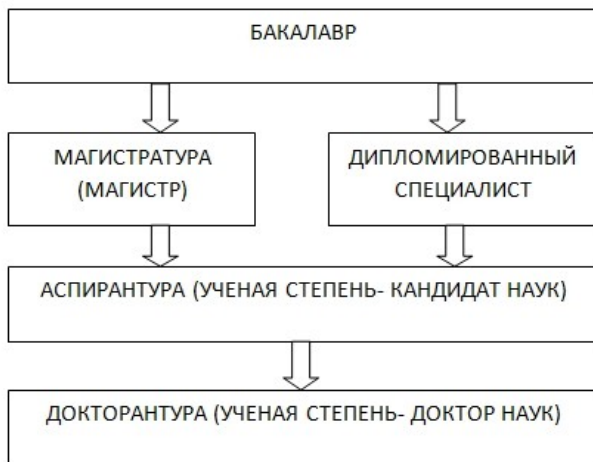 БАКАЛАВР
МАГИСТРАТУРА
(МАГИСТР)
ДИПЛОМИРОВАННЫЙ
СПЕЦИАЛИСТ
АСПИРАНТУРА (УЧЕНАЯ СТЕПЕНЬ- КАНДИДАТ НАУК)
ДОКТОРАНТУРА (УЧЕНАЯ СТЕПЕНЬ- ДОКТОР НАУК)